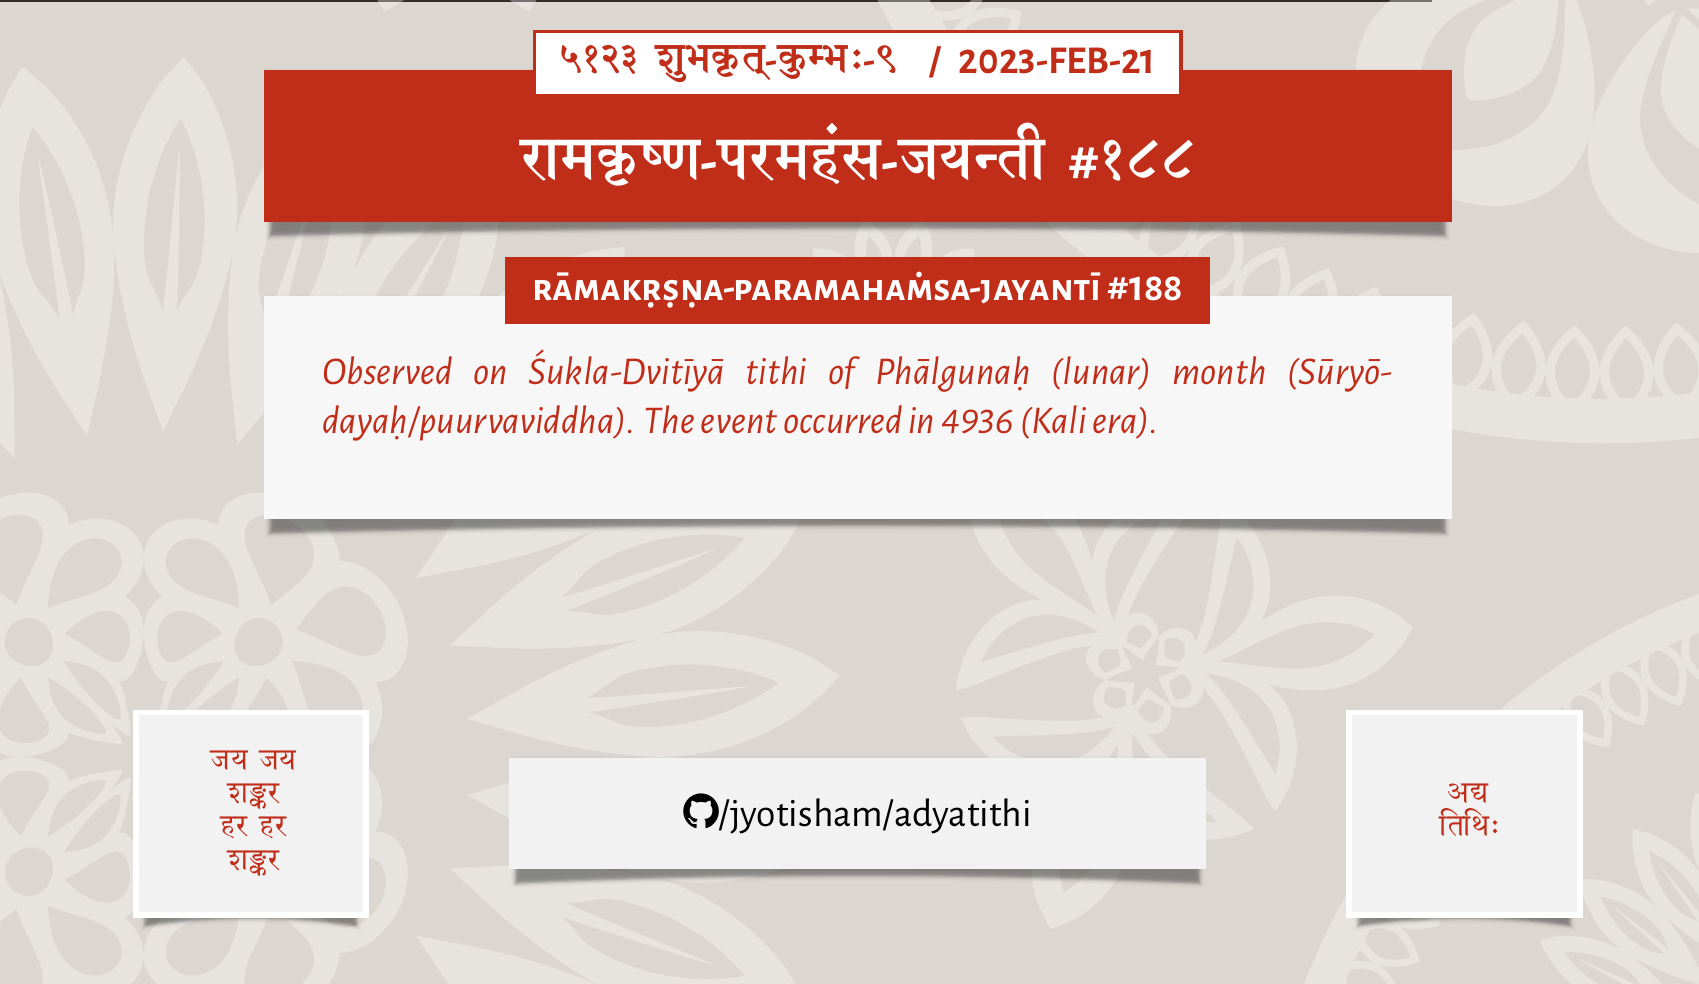 ५१२३ शुभकृत्-कुम्भः-९ / 2023-FEB-21
रामकृष्ण-परमहंस-जयन्ती #१८८
RĀMAKṚṢṆA-PARAMAHAṀSA-JAYANTĪ #188
Observed on Śukla-Dvitīyā tithi of Phālgunaḥ (lunar) month (Sūryō-
dayaḥ/puurvaviddha). The event occurred in 4936 (Kali era).
जय जय
शङ्कर
हर हर
शङ्कर
/jyotisham/adyatithi
अद्य
तिथिः